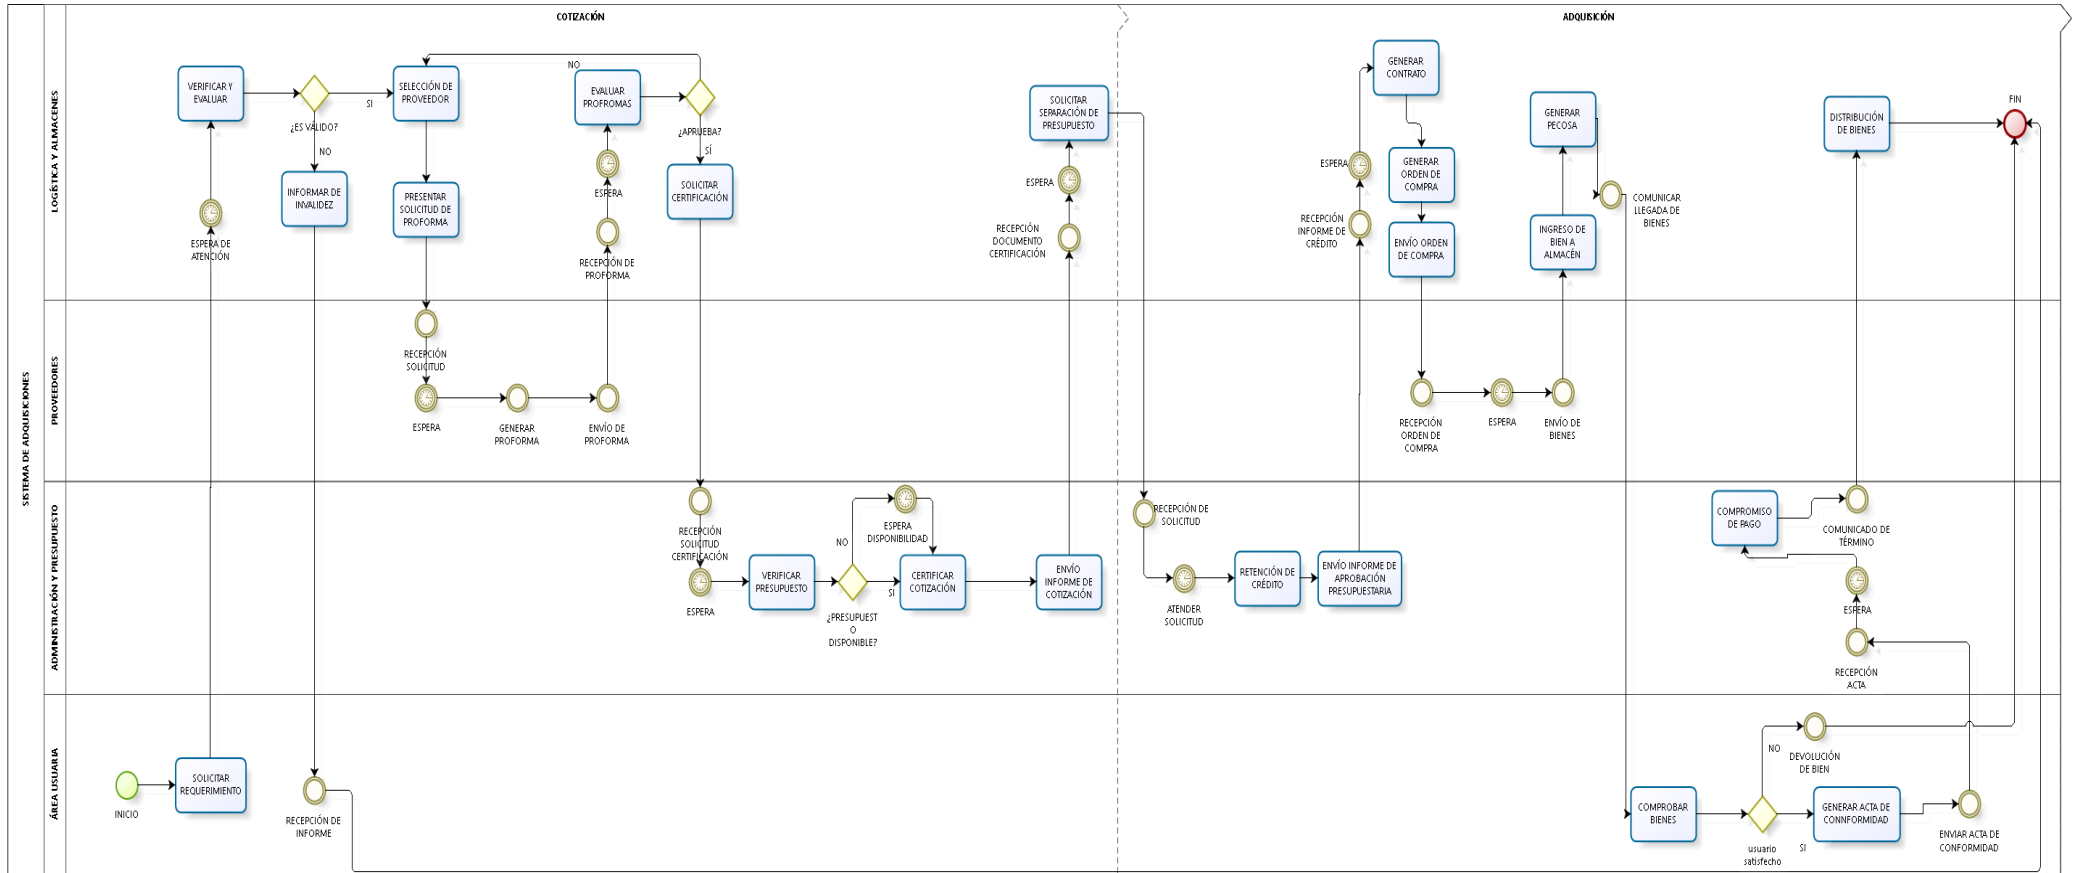 COTIZACIÓN
ADQUISICIÓN
SISTEMA DE ADQUISICIONES
LOGÍSTICA Y ALMACENES
VERIFICAR Y
EVALUAR
¿ES VÁLIDO?
SI
NO
INFORMAR DE
INVALIDEZ
ESPERA DE
ATENCIÓN
SELECCIÓN DE
PROVEEDOR
PRESENTAR
SOLICITUD DE
PROFORMA
NO
EVALUAR
PROFROMAS
ESPERA
RECEPCIÓN DE
PROFORMA
¿APRUEBA?
SÍ
SOLICITAR
CERTIFICACIÓN
SOLICITAR
SEPARACIÓN DE
PRESUPUESTO
ESPERA
RECEPCIÓN
DOCUMENTO
CERTIFICACIÓN
GENERAR
CONTRATO
ESPERA
RECEPCIÓN
INFORME DE
CRÉDITO
GENERAR
ORDEN DE
COMPRA
ENVÍO ORDEN
DE COMPRA
GENERAR
PECOSA
INGRESO DE
BIEN A
ALMACÉN
COMUNICAR
LLEGADA DE
BIENES
DISTRIBUCIÓN
DE BIENES
FIN
PROVEEDORES
RECEPCIÓN
SOLICITUD
ESPERA
GENERAR
PROFORMA
ENVÍO DE
PROFORMA
RECEPCIÓN
ORDEN DE
COMPRA
ESPERA
ENVÍO DE
BIENES
ADMINISTRACIÓN Y PRESUPUESTO
RECEPCIÓN
SOLICITUD
CERTIFICACIÓN
ESPERA
VERIFICAR
PRESUPUESTO
¿PRESUPUEST
O
DISPONIBLE?
NO
SI
ESPERA
DISPONIBILIDAD
CERTIFICAR
COTIZACIÓN
ENVÍO
INFORME DE
COTIZACIÓN
RECEPCIÓN DE
SOLICITUD
ATENDER
SOLICITUD
RETENCIÓN DE
CRÉDITO
ENVÍO INFORME DE
APROBACIÓN
PRESUPUESTARIA
COMPROMISO
DE PAGO
COMUNICADO DE
TÉRMINO
ESPERA
RECEPCIÓN
ACTA
ÁREA USUARIA
INICIO
SOLICITAR
REQUERIMIENTO
RECEPCIÓN DE
INFORME
COMPROBAR
BIENES
usuario
satisfecho
NO
SI
DEVOLUCIÓN
DE BIEN
GENERAR ACTA DE
CONNFORMIDAD
ENVIAR ACTA DE
CONFORMIDAD